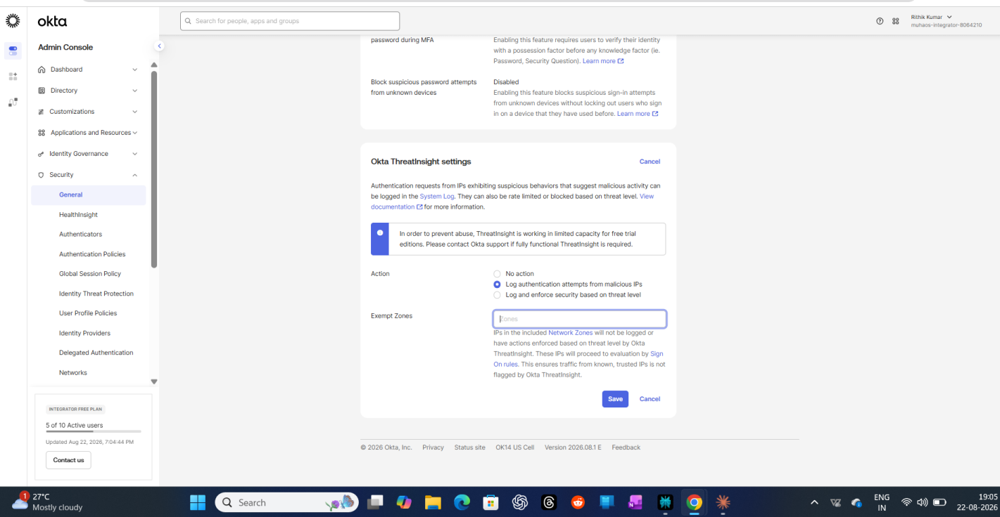 okta
Search for people, apps and groups
Rithik Kumar
muhaos-integrator-8064210
Admin Console
Dashboard
Directory
Customizations
Applications and Resources
Identity Governance
Security
General
HealthInsight
Authenticators
Authentication Policies
Global Session Policy
Identity Threat Protection
User Profile Policies
Identity Providers
Delegated Authentication
Networks
INTEGRATOR FREE PLAN
5 of 10 Active users
Updated Aug 22, 2026, 7:04:44 PM
Contact us
password during MFA
Enabling this feature requires users to verify their identity
with a possession factor before any knowledge factor (ie.
Password, Security Question). Learn more
Block suspicious password attempts
from unknown devices
Disabled
Enabling this feature blocks suspicious sign-in attempts
from unknown devices without locking out users who sign
in on a device that they have used before. Learn more
Okta ThreatInsight settings
Cancel
Authentication requests from IPs exhibiting suspicious behaviors that suggest malicious activity can
be logged in the System Log. They can also be rate limited or blocked based on threat level. View
documentation for more information.
In order to prevent abuse, ThreatInsight is working in limited capacity for free trial
editions. Please contact Okta support if fully functional ThreatInsight is required.
Action
No action
Log authentication attempts from malicious IPs
Log and enforce security based on threat level
Exempt Zones
Zones
IPs in the included Network Zones will not be logged or
have actions enforced based on threat level by Okta
ThreatInsight. These IPs will proceed to evaluation by Sign
On rules. This ensures traffic from known, trusted IPs is not
flagged by Okta ThreatInsight.
Save
Cancel
© 2026 Okta, Inc. Privacy Status site OK14 US Cell Version 2026.08.1 E Feedback
1
27°C
Mostly cloudy
Search
ENG
IN
19:05
22-08-2026